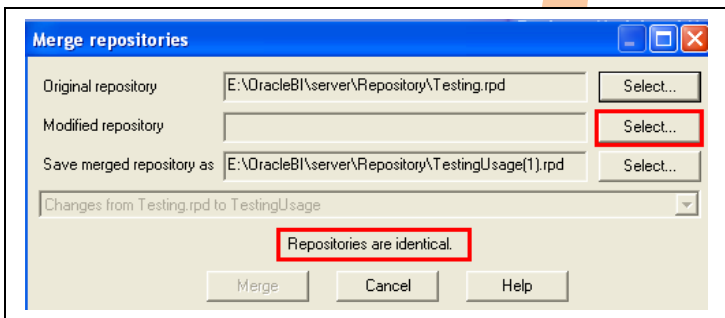 Merge repositories
Original repository E:\OracleBI\server\Repository\Testing.rpd Select...
Modified repository Select...
Save merged repository as E:\OracleBI\server\Repository\TestingUsage(1).rpd Select...
Changes from Testing.rpd to TestingUsage
Repositories are identical.
Merge Cancel Help